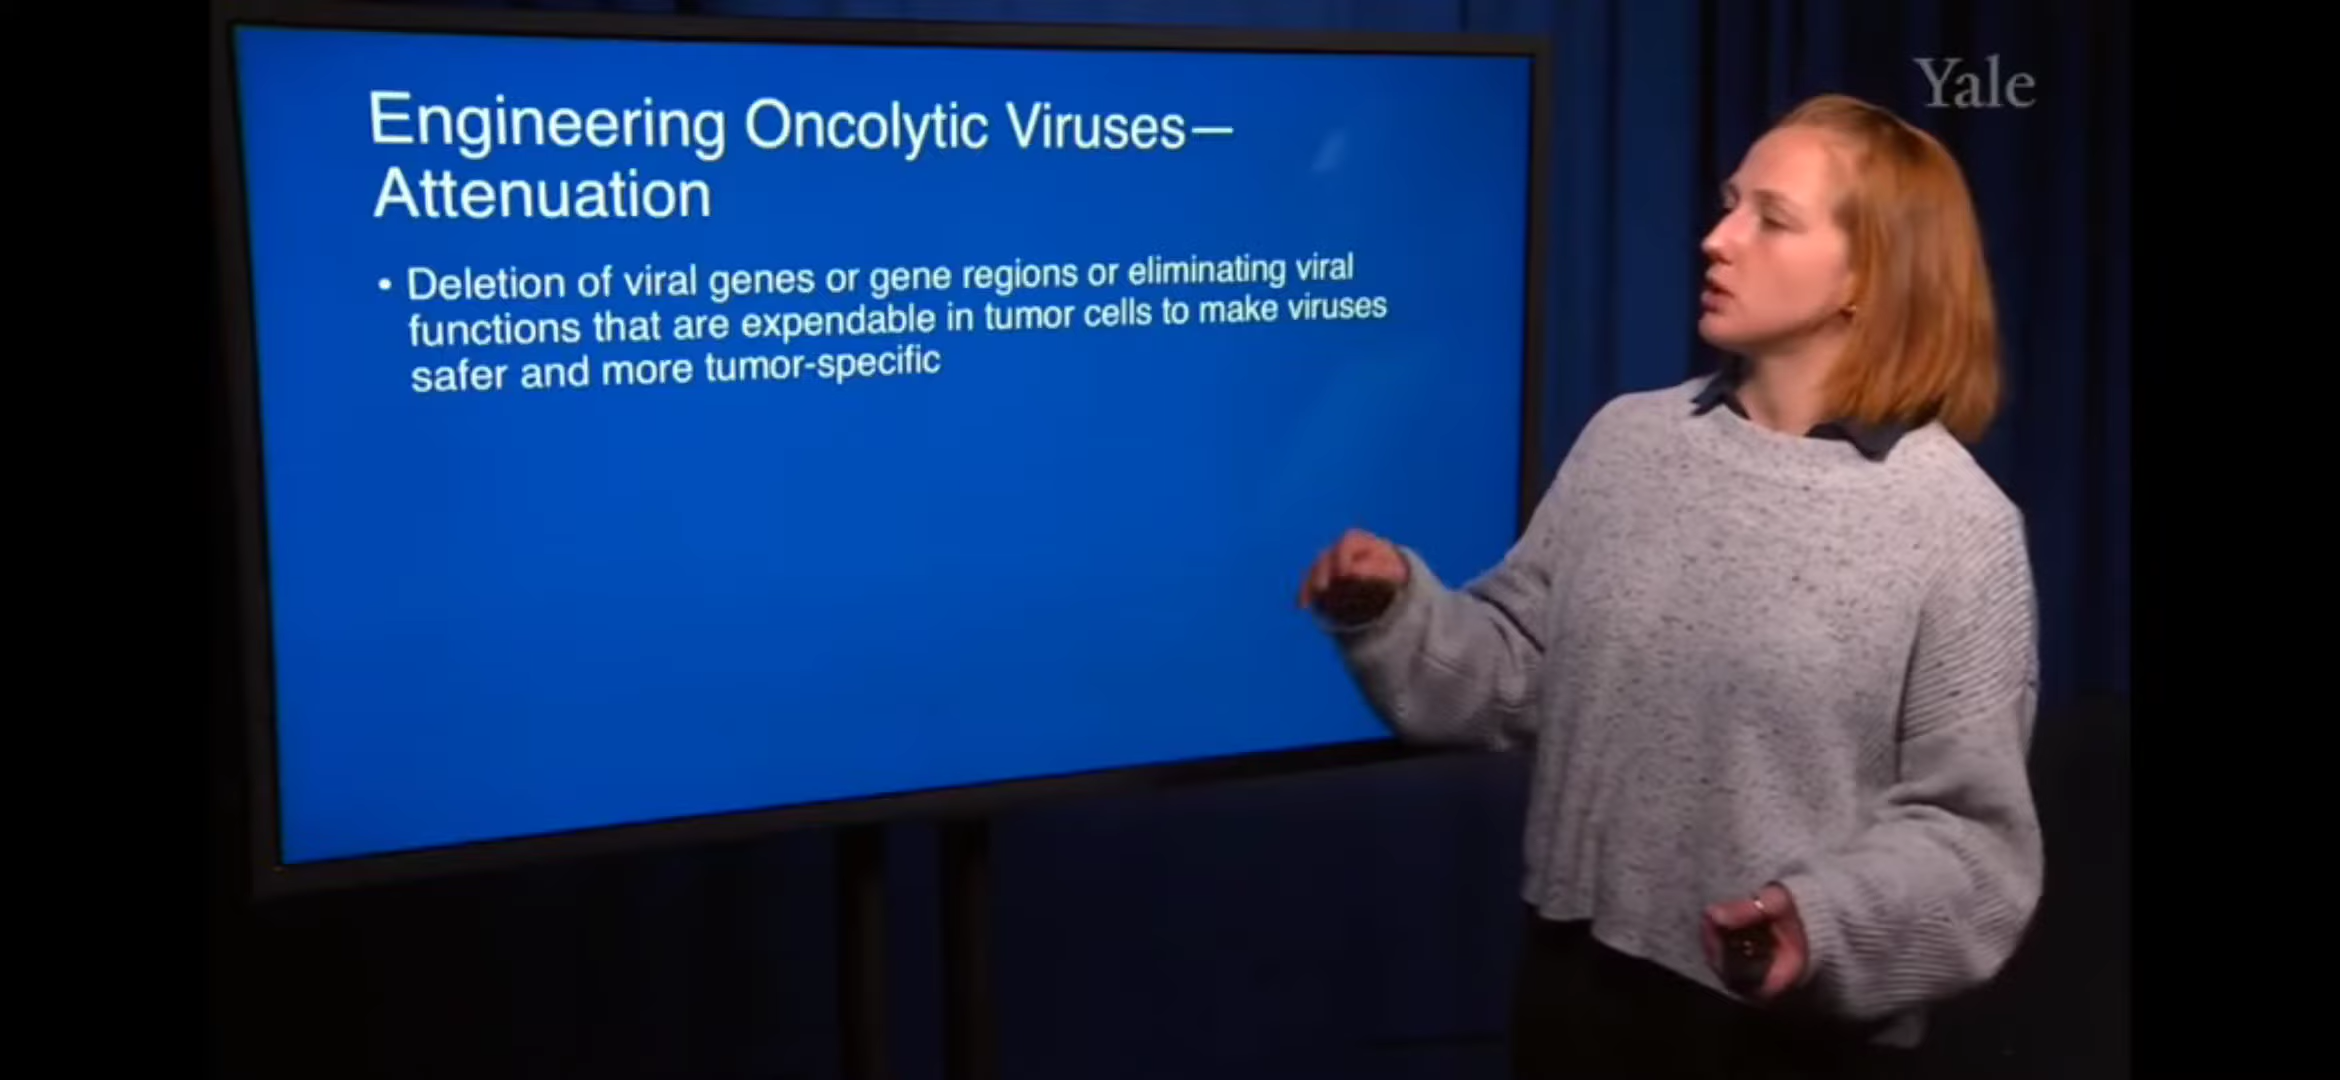 Yale
Engineering Oncolytic Viruses—
Attenuation
• Deletion of viral genes or gene regions or eliminating viral
functions that are expendable in tumor cells to make viruses
safer and more tumor-specific